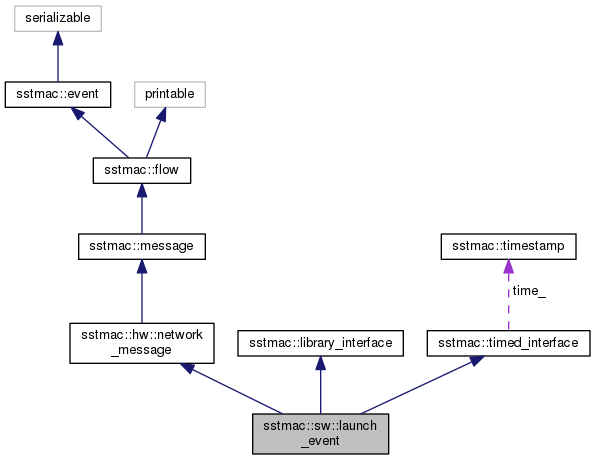 serializable
sstmac::event
printable
sstmac::flow
sstmac::message
sstmac::timestamp
time_
sstmac::hw::network
_message
sstmac::library_interface
sstmac::timed_interface
sstmac::sw::launch
_event